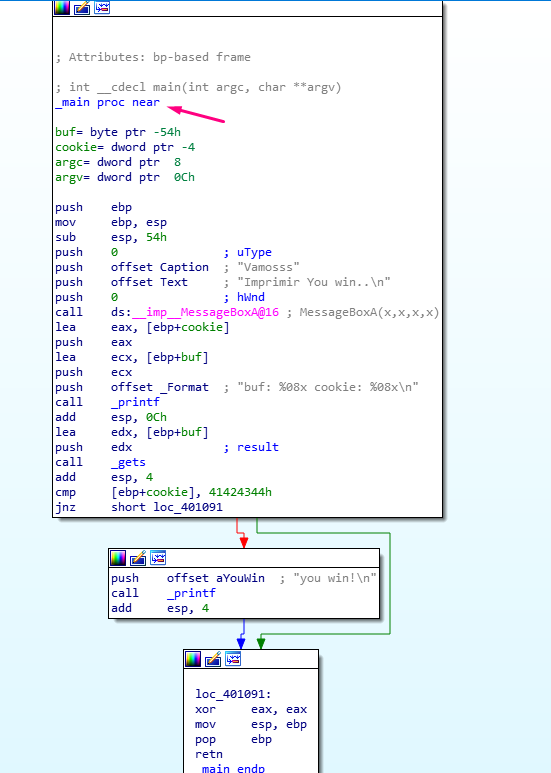 ; Attributes: bp-based frame
; int __cdecl main(int argc, char **argv)
_main proc near
buf= byte ptr -54h
cookie= dword ptr -4
argc= dword ptr  8
argv= dword ptr  0Ch
push    ebp
mov     ebp, esp
sub     esp, 54h
push    0               ; uType
push    offset Caption  ; "Vamosss"
push    offset Text     ; "Imprimir You win..\n"
push    0               ; hWnd
call    ds:__imp__MessageBoxA@16 ; MessageBoxA(x,x,x,x)
lea     eax, [ebp+cookie]
push    eax
lea     ecx, [ebp+buf]
push    ecx
push    offset _Format  ; "buf: %08x cookie: %08x\n"
call    _printf
add     esp, 0Ch
lea     edx, [ebp+buf]
push    edx             ; result
call    _gets
add     esp, 4
cmp     [ebp+cookie], 41424344h
jnz     short loc_401091
push    offset aYouWin  ; "you win!\n"
call    _printf
add     esp, 4
loc_401091:
xor     eax, eax
mov     esp, ebp
pop     ebp
retn
_main endp